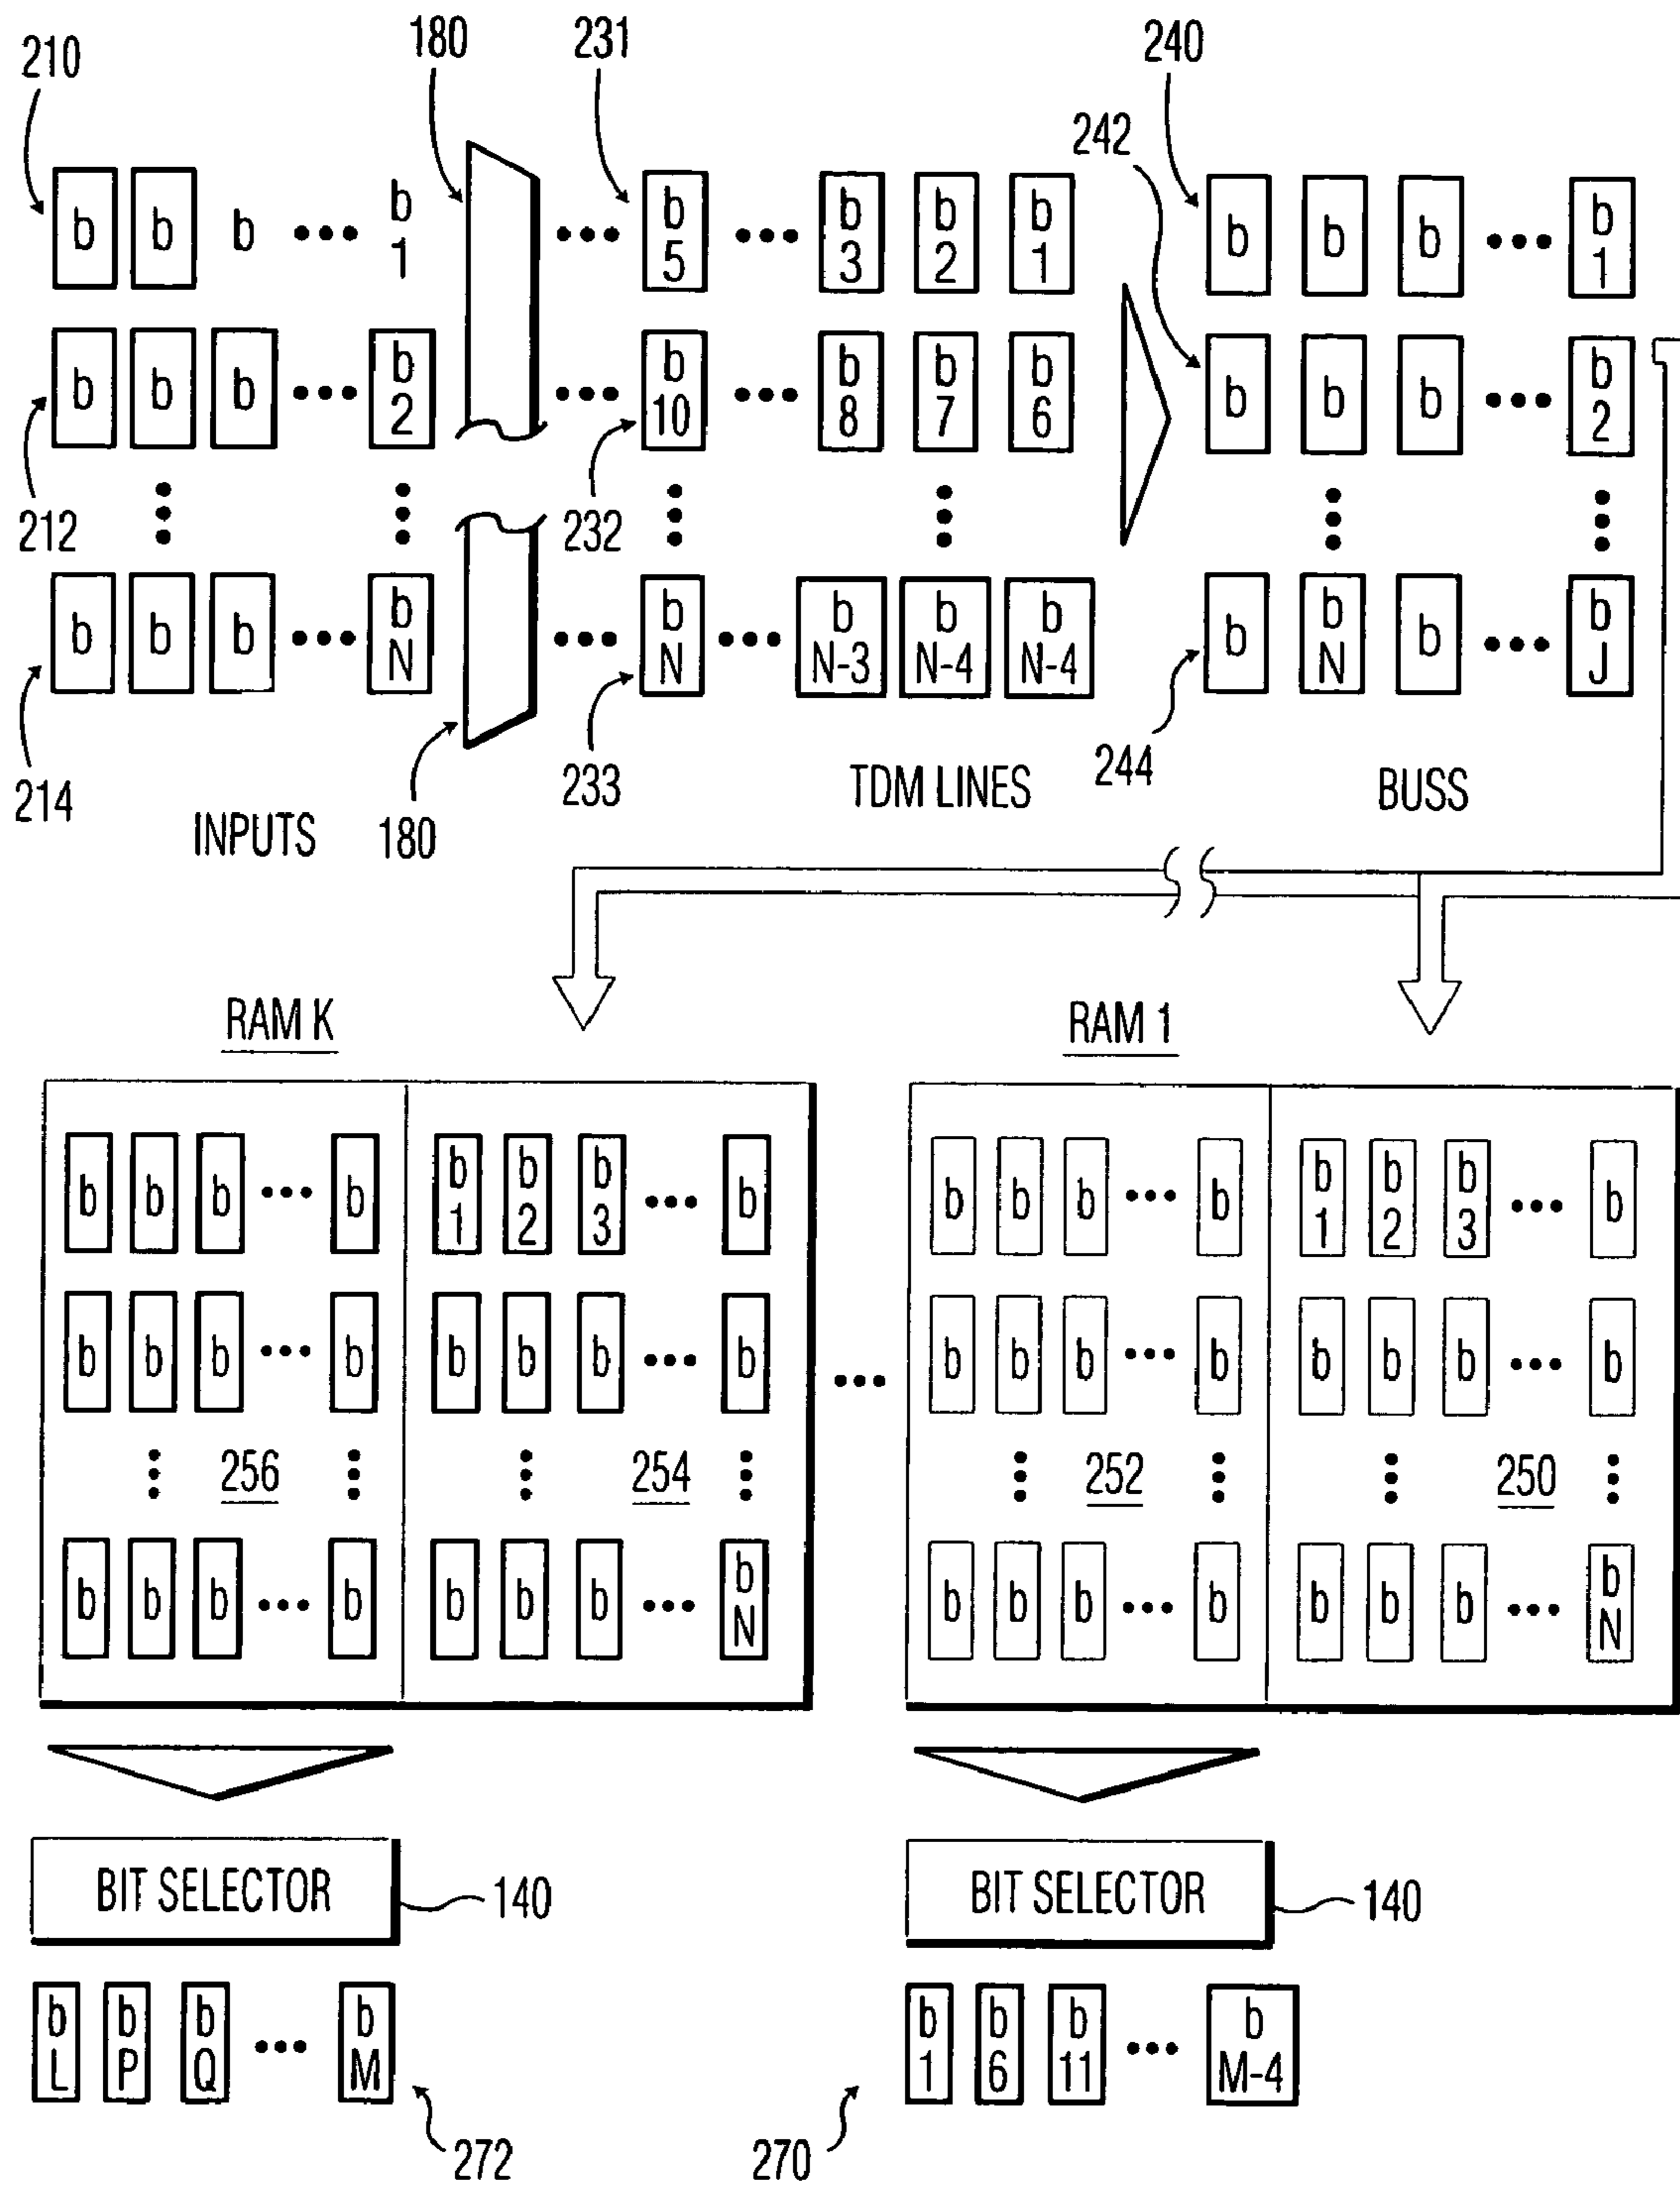 210 180 231 240
242
b b b ••• b 1 ••• b 5 ••• b 3 b 2 b 1 b b b ••• b 1
b b b ••• b 2 ••• b 10 ••• b 8 b 7 b 6 b b b ••• b 2
212 232
b b b ••• b N ••• b N ••• b N-3 b N-4 b N-4 b b N b ••• b J
214 INPUTS 180 233 TDM LINES 244 BUSS
RAM K RAM 1
b b b ••• b b 1 b 2 b 3 ••• b b b b ••• b b 1 b 2 b 3 ••• b
b b b ••• b b b b ••• b ••• b b b ••• b b b b ••• b
256 254 252 250
b b b ••• b b b b ••• b N b b b ••• b b b b ••• b N
BIT SELECTOR 140 BIT SELECTOR 140
b L b P b Q ••• b M b 1 b 6 b 11 ••• b M-4
272 270